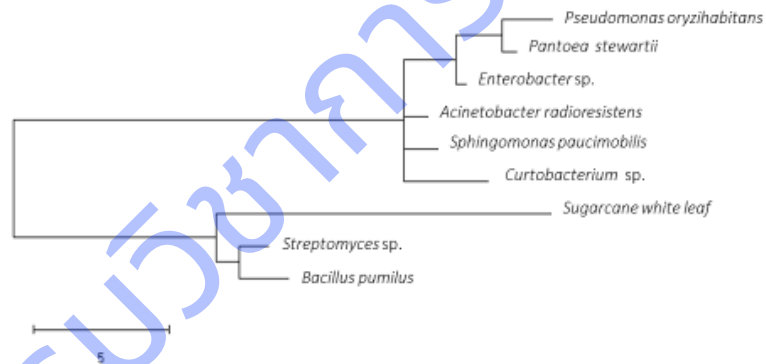 Pseudomonas oryzihabitans
Pantoea stewartii
Enterobacter sp.
Acinetobacter radioresistens
Sphingomonas paucimobilis
Curtobacterium sp.
Sugarcane white leaf
Streptomyces sp.
Bacillus pumilus
5